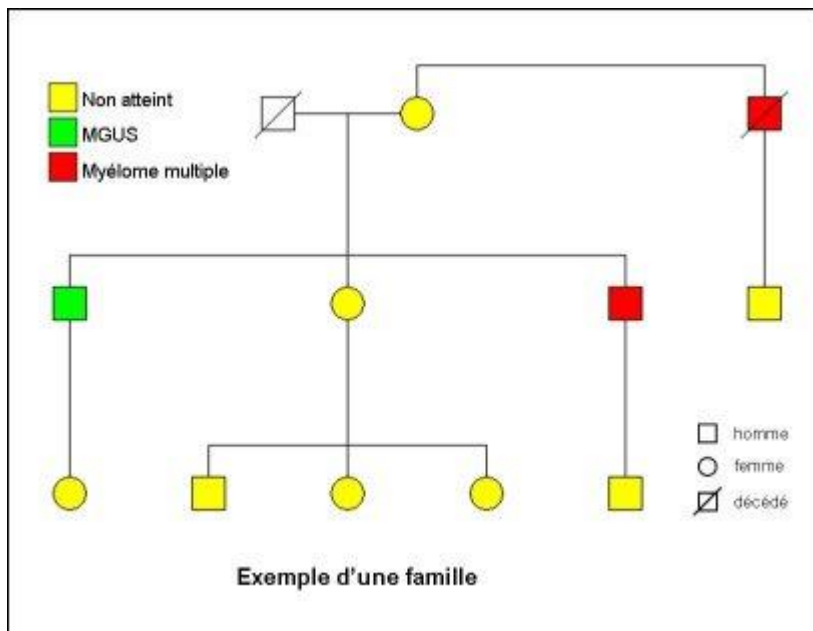 Non atteint
MGUS
Myélome multiple
homme
femme
décédé
Exemple d'une famille